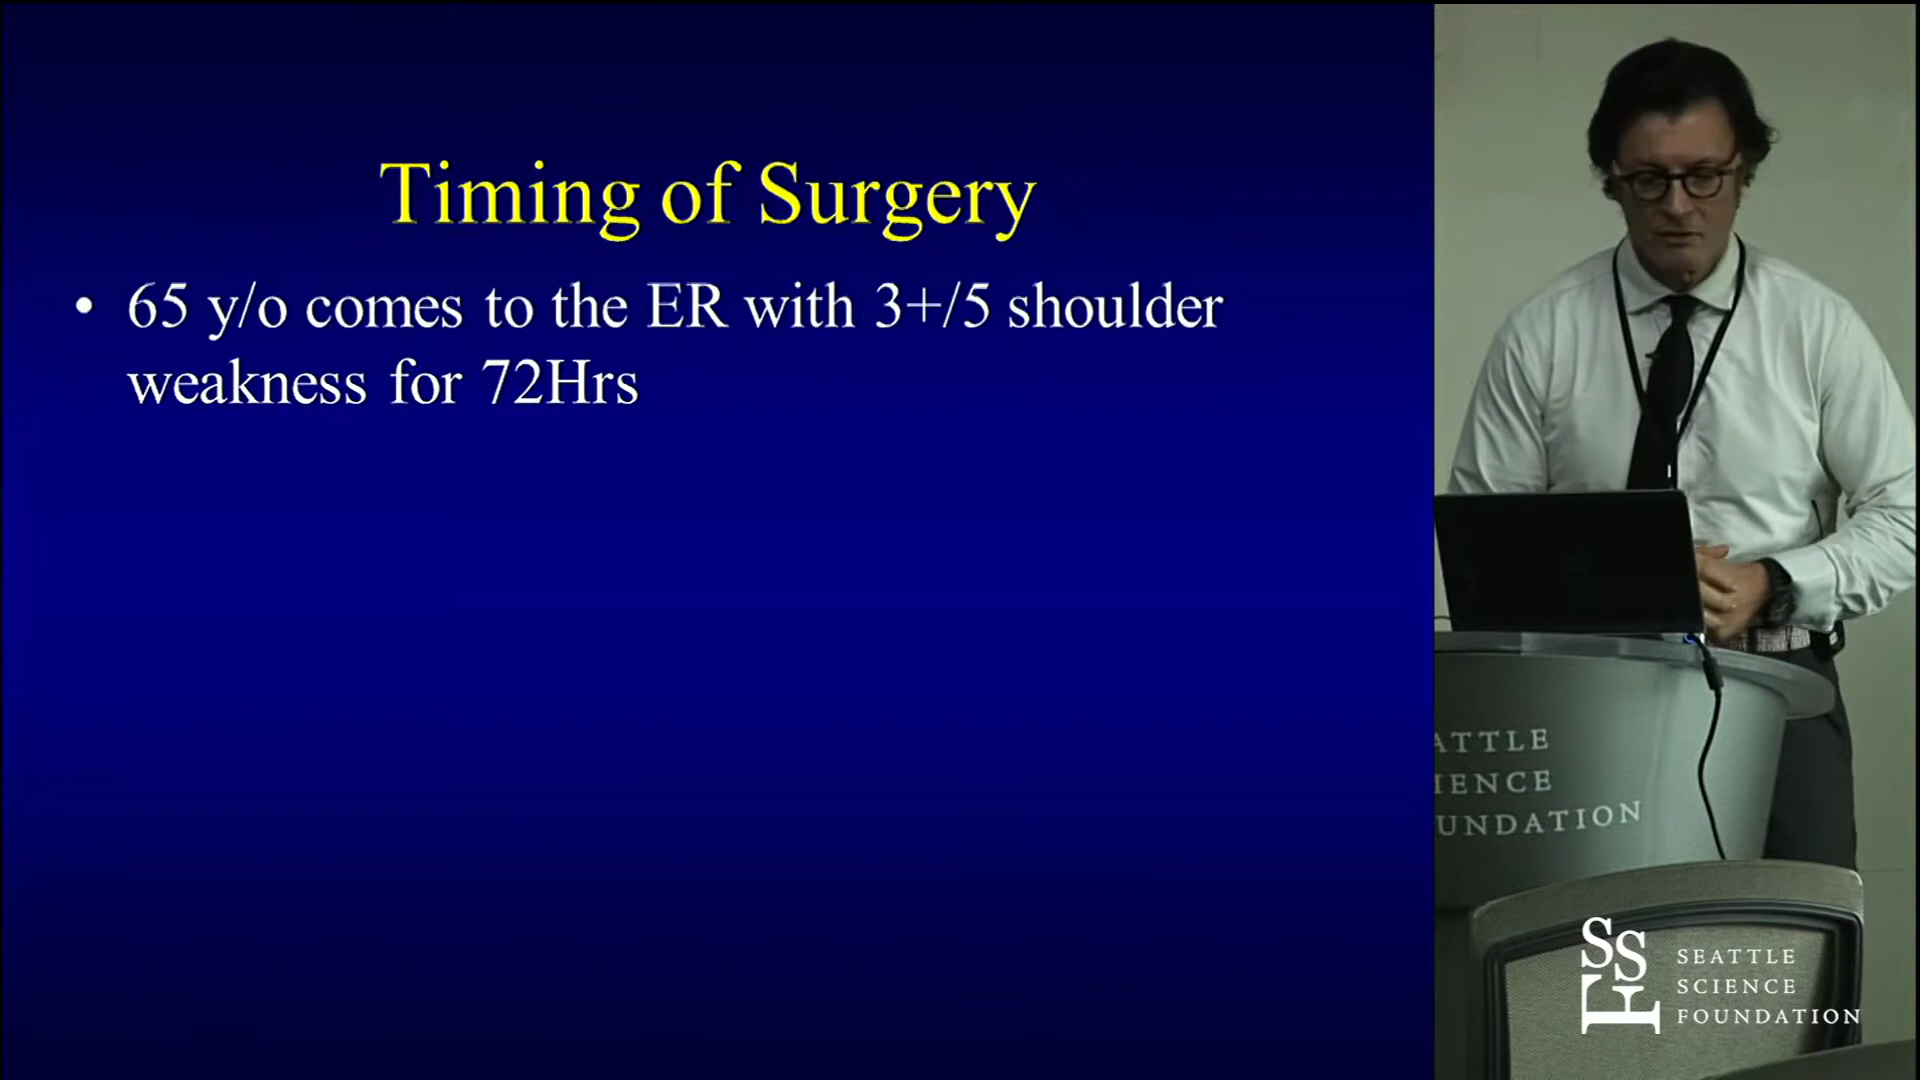 Timing of Surgery
• 65 y/o comes to the ER with 3+/5 shoulder
weakness for 72Hrs
ATTLE
IENCE
UNDATION
SSF
SEATTLE
SCIENCE
FOUNDATION